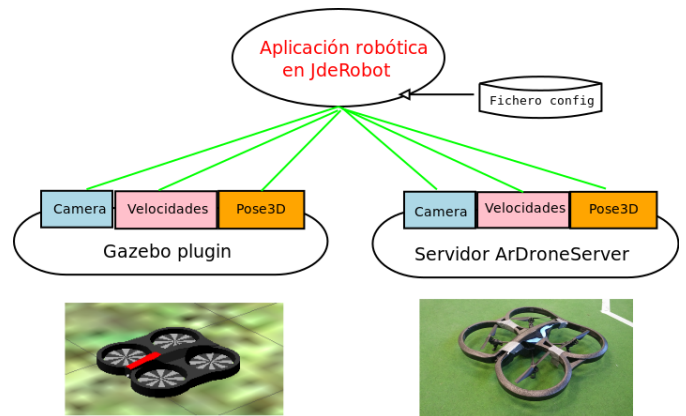 Aplicación robótica
en JdeRobot
Fichero config
Camera
Velocidades
Pose3D
Camera
Velocidades
Pose3D
Gazebo plugin
Servidor ArDroneServer